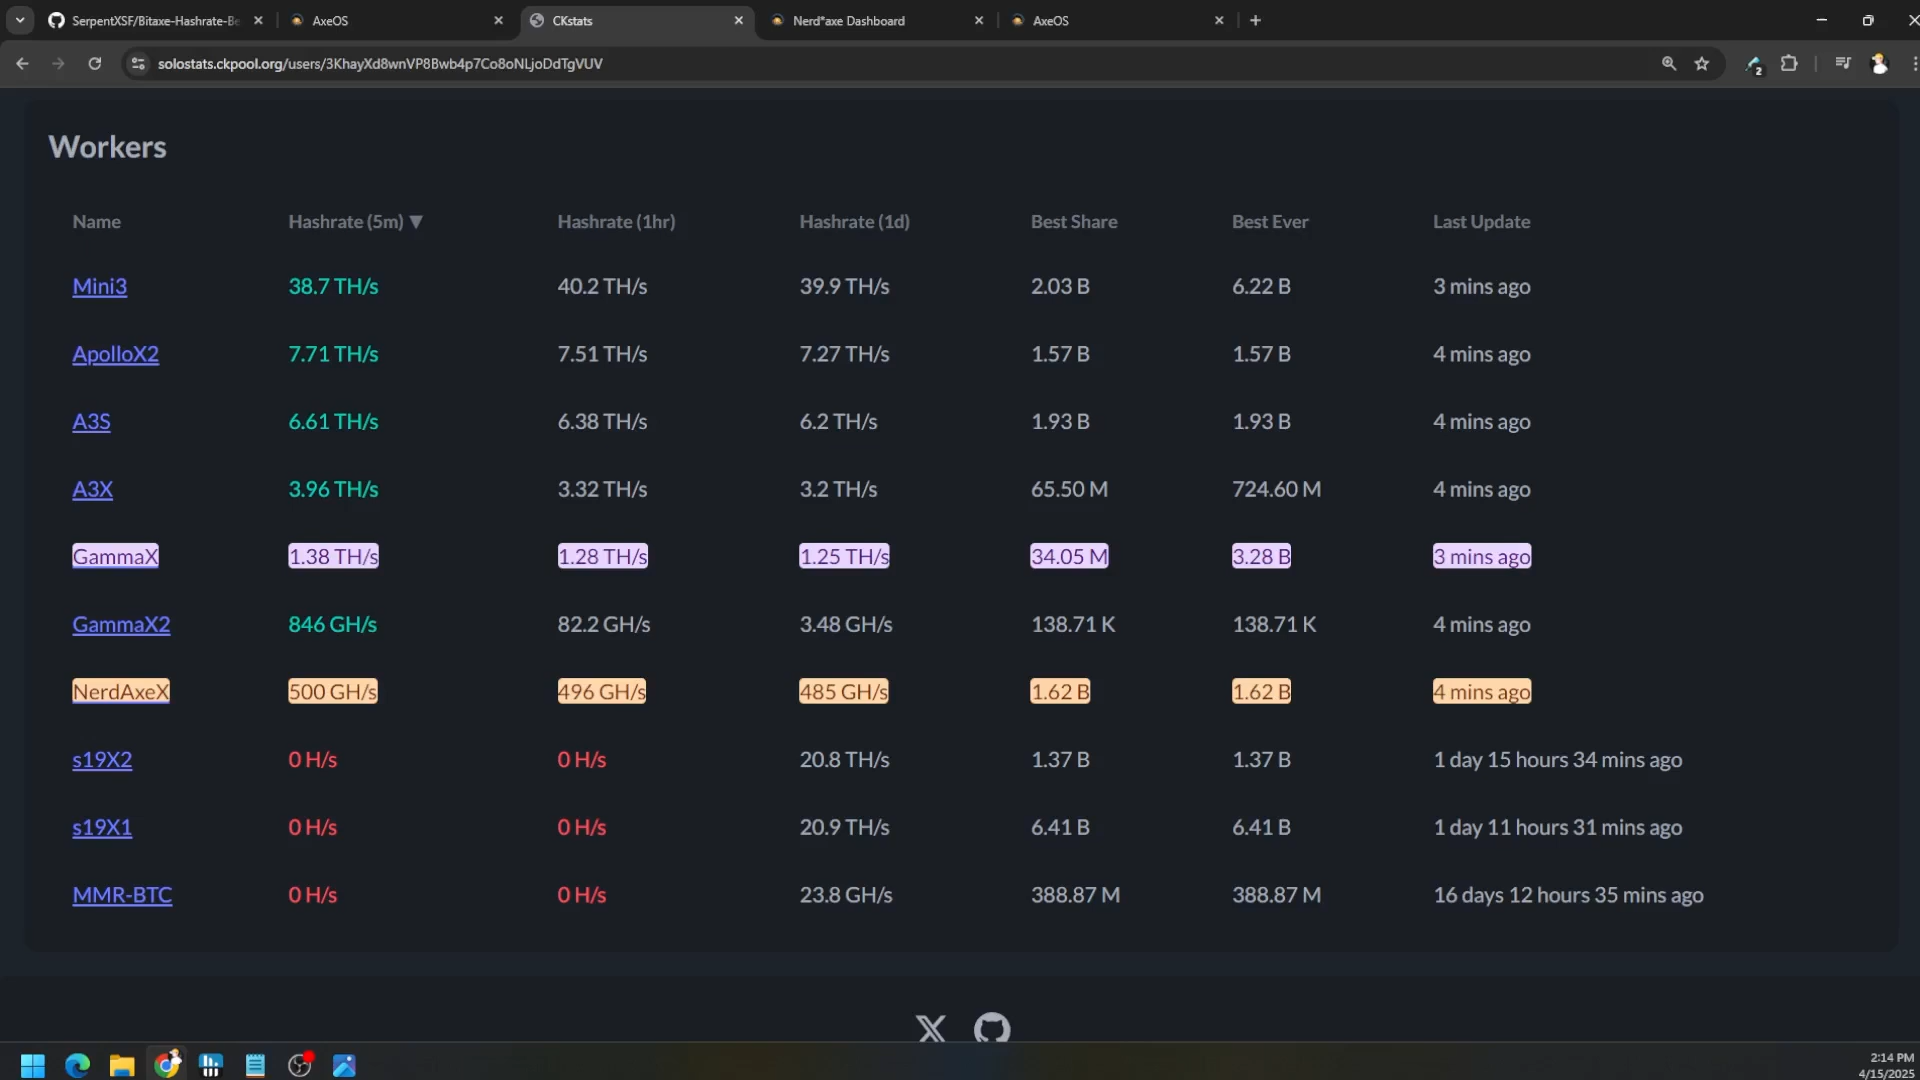 SerpentXSF/Bitaxe-Hashrate-Be
AxeOS
CKstats
Nerd*axe Dashboard
AxeOS
solostats.ckpool.org/users/3KhayXd8wnVP8Bwb4p7Co8oNLjoDdTgVUV
2
Workers
Name Hashrate (5m) ▼ Hashrate (1hr) Hashrate (1d) Best Share Best Ever Last Update
Mini3 38.7 TH/s 40.2 TH/s 39.9 TH/s 2.03 B 6.22 B 3 mins ago
ApolloX2 7.71 TH/s 7.51 TH/s 7.27 TH/s 1.57 B 1.57 B 4 mins ago
A3S 6.61 TH/s 6.38 TH/s 6.2 TH/s 1.93 B 1.93 B 4 mins ago
A3X 3.96 TH/s 3.32 TH/s 3.2 TH/s 65.50 M 724.60 M 4 mins ago
GammaX 1.38 TH/s 1.28 TH/s 1.25 TH/s 34.05 M 3.28 B 3 mins ago
GammaX2 846 GH/s 82.2 GH/s 3.48 GH/s 138.71 K 138.71 K 4 mins ago
NerdAxeX 500 GH/s 496 GH/s 485 GH/s 1.62 B 1.62 B 4 mins ago
s19X2 0 H/s 0 H/s 20.8 TH/s 1.37 B 1.37 B 1 day 15 hours 34 mins ago
s19X1 0 H/s 0 H/s 20.9 TH/s 6.41 B 6.41 B 1 day 11 hours 31 mins ago
MMR-BTC 0 H/s 0 H/s 23.8 GH/s 388.87 M 388.87 M 16 days 12 hours 35 mins ago
2:14 PM
4/15/2025